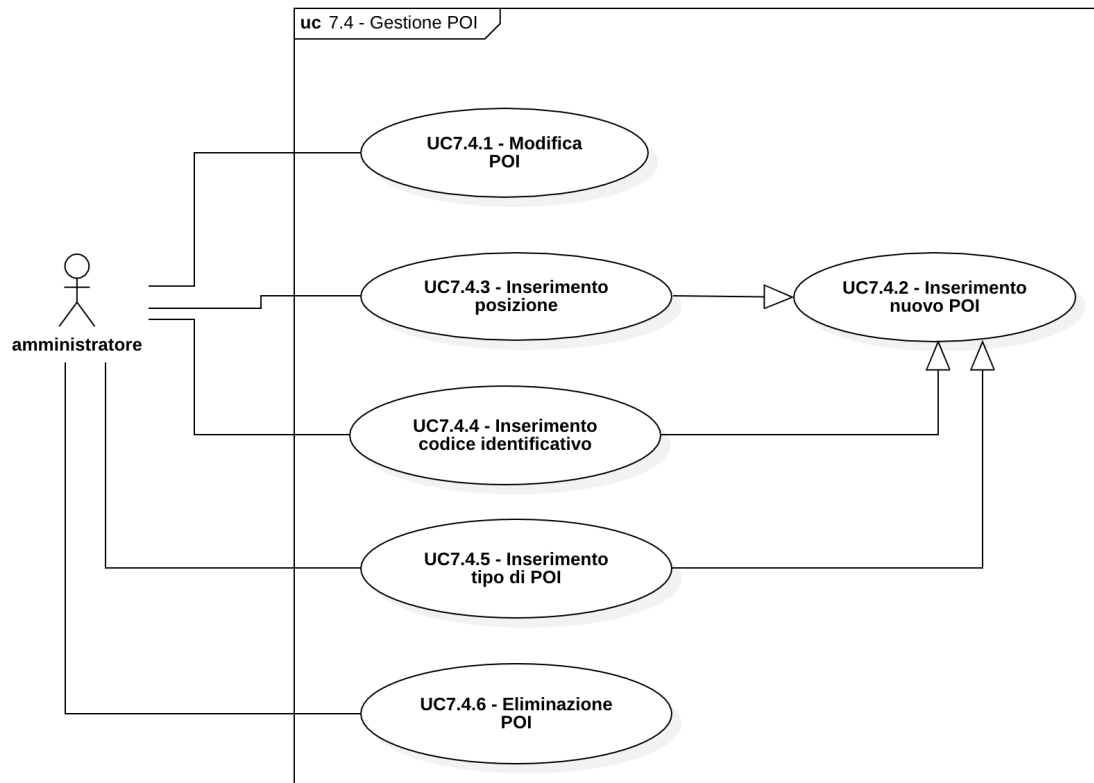 uc 7.4 - Gestione POI
UC7.4.1 - Modifica
POI
UC7.4.3 - Inserimento
posizione
UC7.4.2 - Inserimento
nuovo POI
amministratore
UC7.4.4 - Inserimento
codice identificativo
UC7.4.5 - Inserimento
tipo di POI
UC7.4.6 - Eliminazione
POI